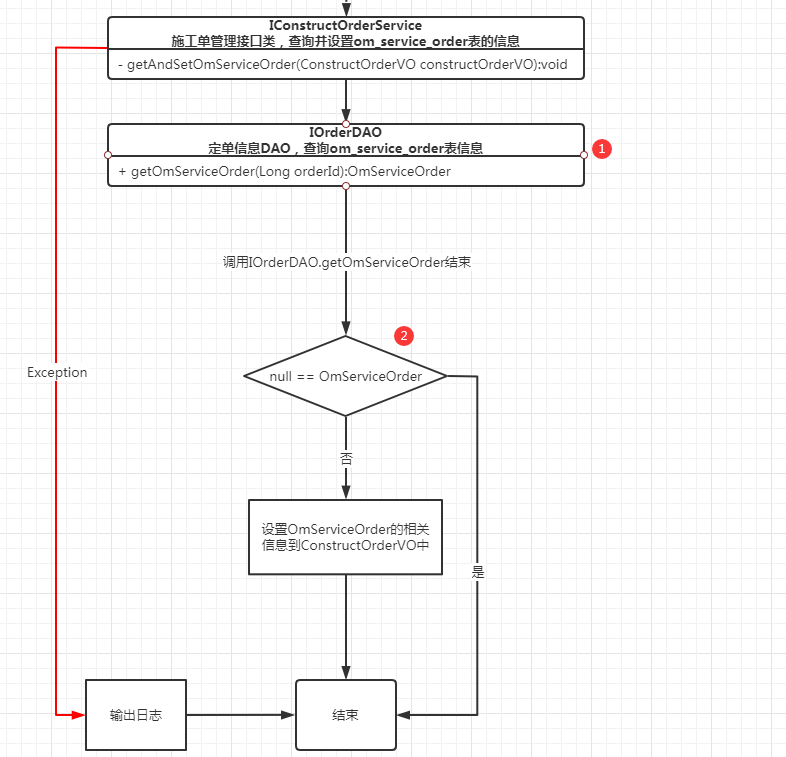 IConstructOrderService
施工单管理接口类，查询并设置om_service_order表的信息
- getAndSetOmServiceOrder(ConstructOrderVO constructOrderVO):void
IOrderDAO
定单信息DAO，查询om_service_order表信息
1
+ getOmServiceOrder(Long orderId):OmServiceOrder
调用IOrderDAO.getOmServiceOrder结束
2
Exception
null == OmServiceOrder
否
设置OmServiceOrder的相关
信息到ConstructOrderVO中
是
输出日志
结束